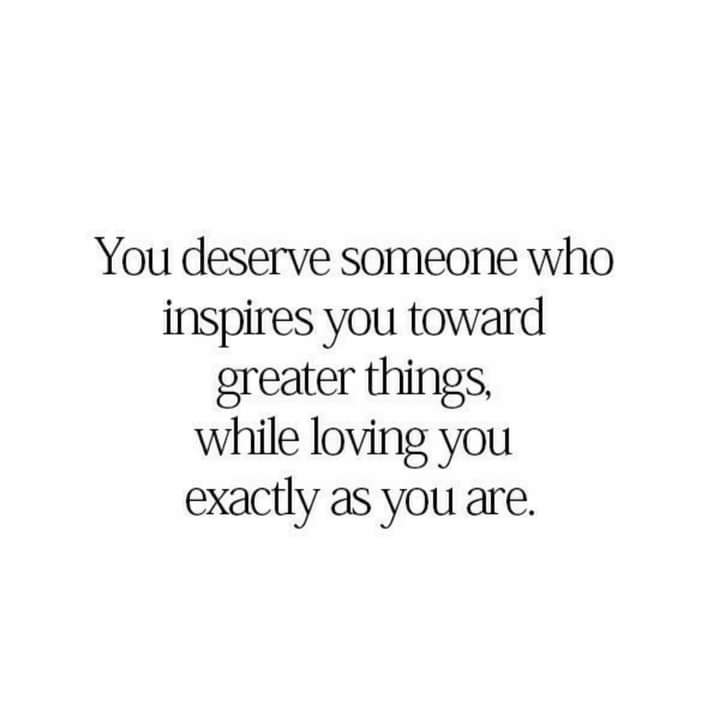 You deserve someone who
inspires you toward
greater things,
while loving you
exactly as you are.